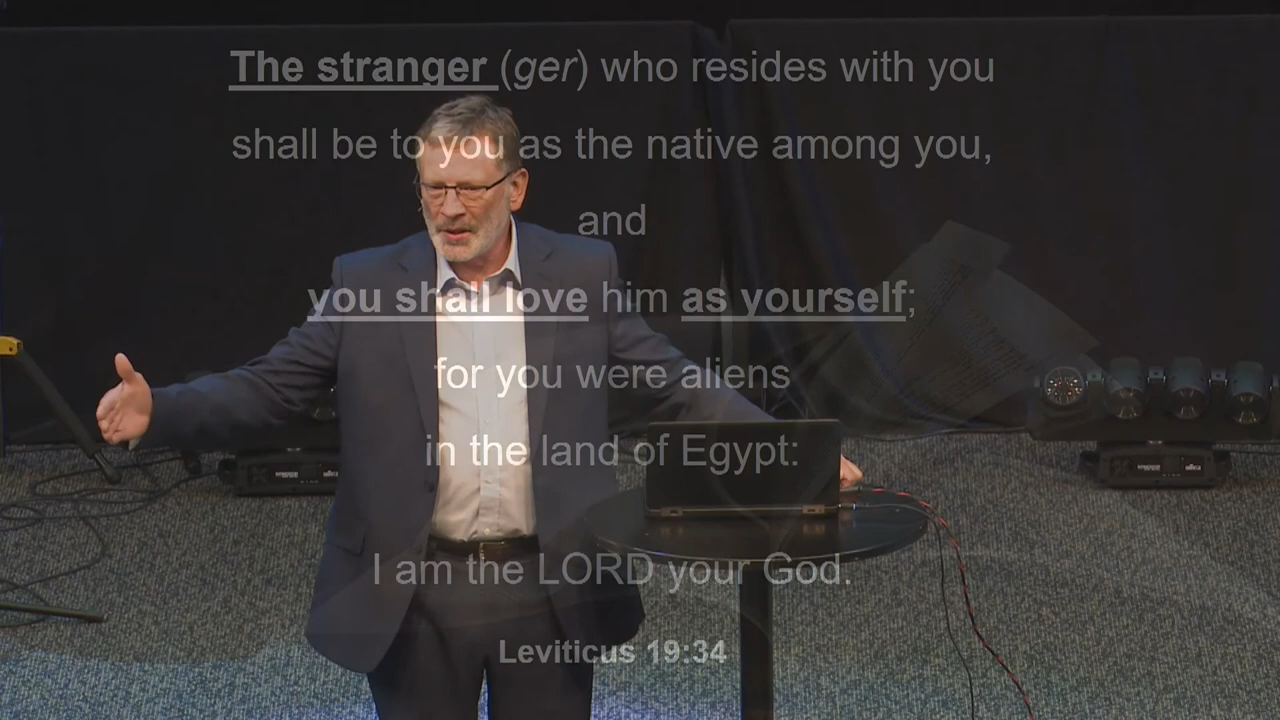 The stranger (ger) who resides with you
shall be to you as the native among you,
and
you shall love him as yourself;
for you were aliens
in the land of Egypt:
I am the LORD your God.
Leviticus 19:34